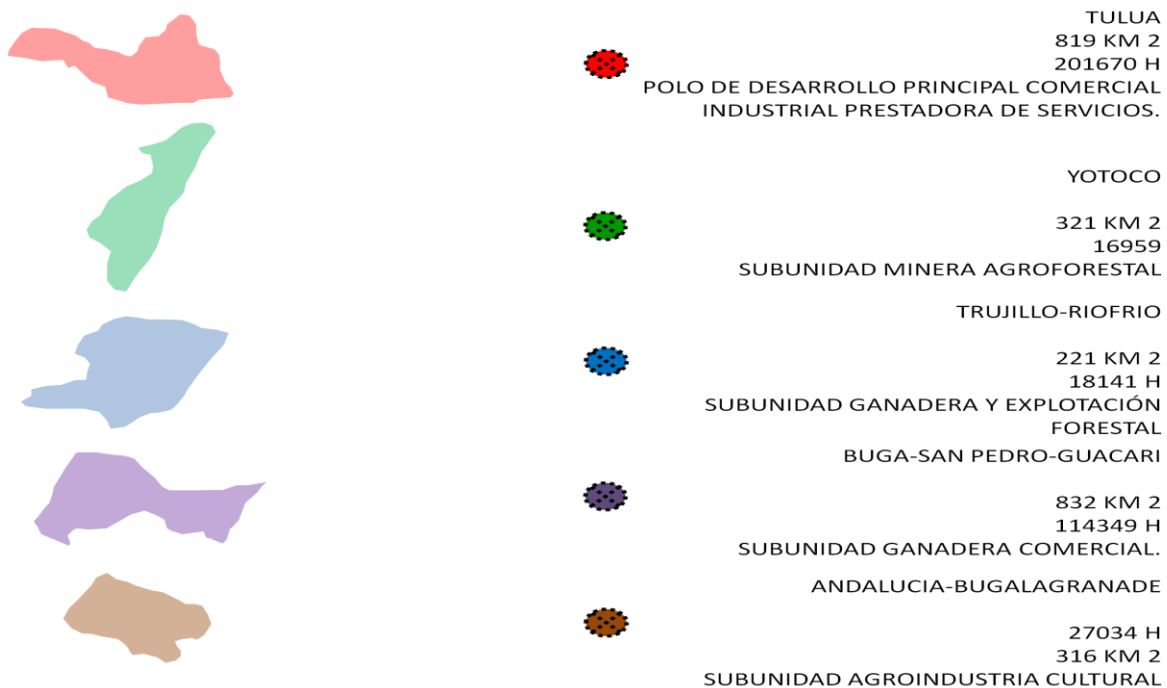 TULUA
819 KM 2
201670 H
POLO DE DESARROLLO PRINCIPAL COMERCIAL
INDUSTRIAL PRESTADORA DE SERVICIOS.
YOTOCO
321 KM 2
16959
SUBUNIDAD MINERA AGROFORESTAL
TRUJILLO-RIOFRIO
221 KM 2
18141 H
SUBUNIDAD GANADERA Y EXPLOTACIÓN
FORESTAL
BUGA-SAN PEDRO-GUACARI
832 KM 2
114349 H
SUBUNIDAD GANADERA COMERCIAL.
ANDALUCIA-BUGALAGRANADE
27034 H
316 KM 2
SUBUNIDAD AGROINDUSTRIA CULTURAL